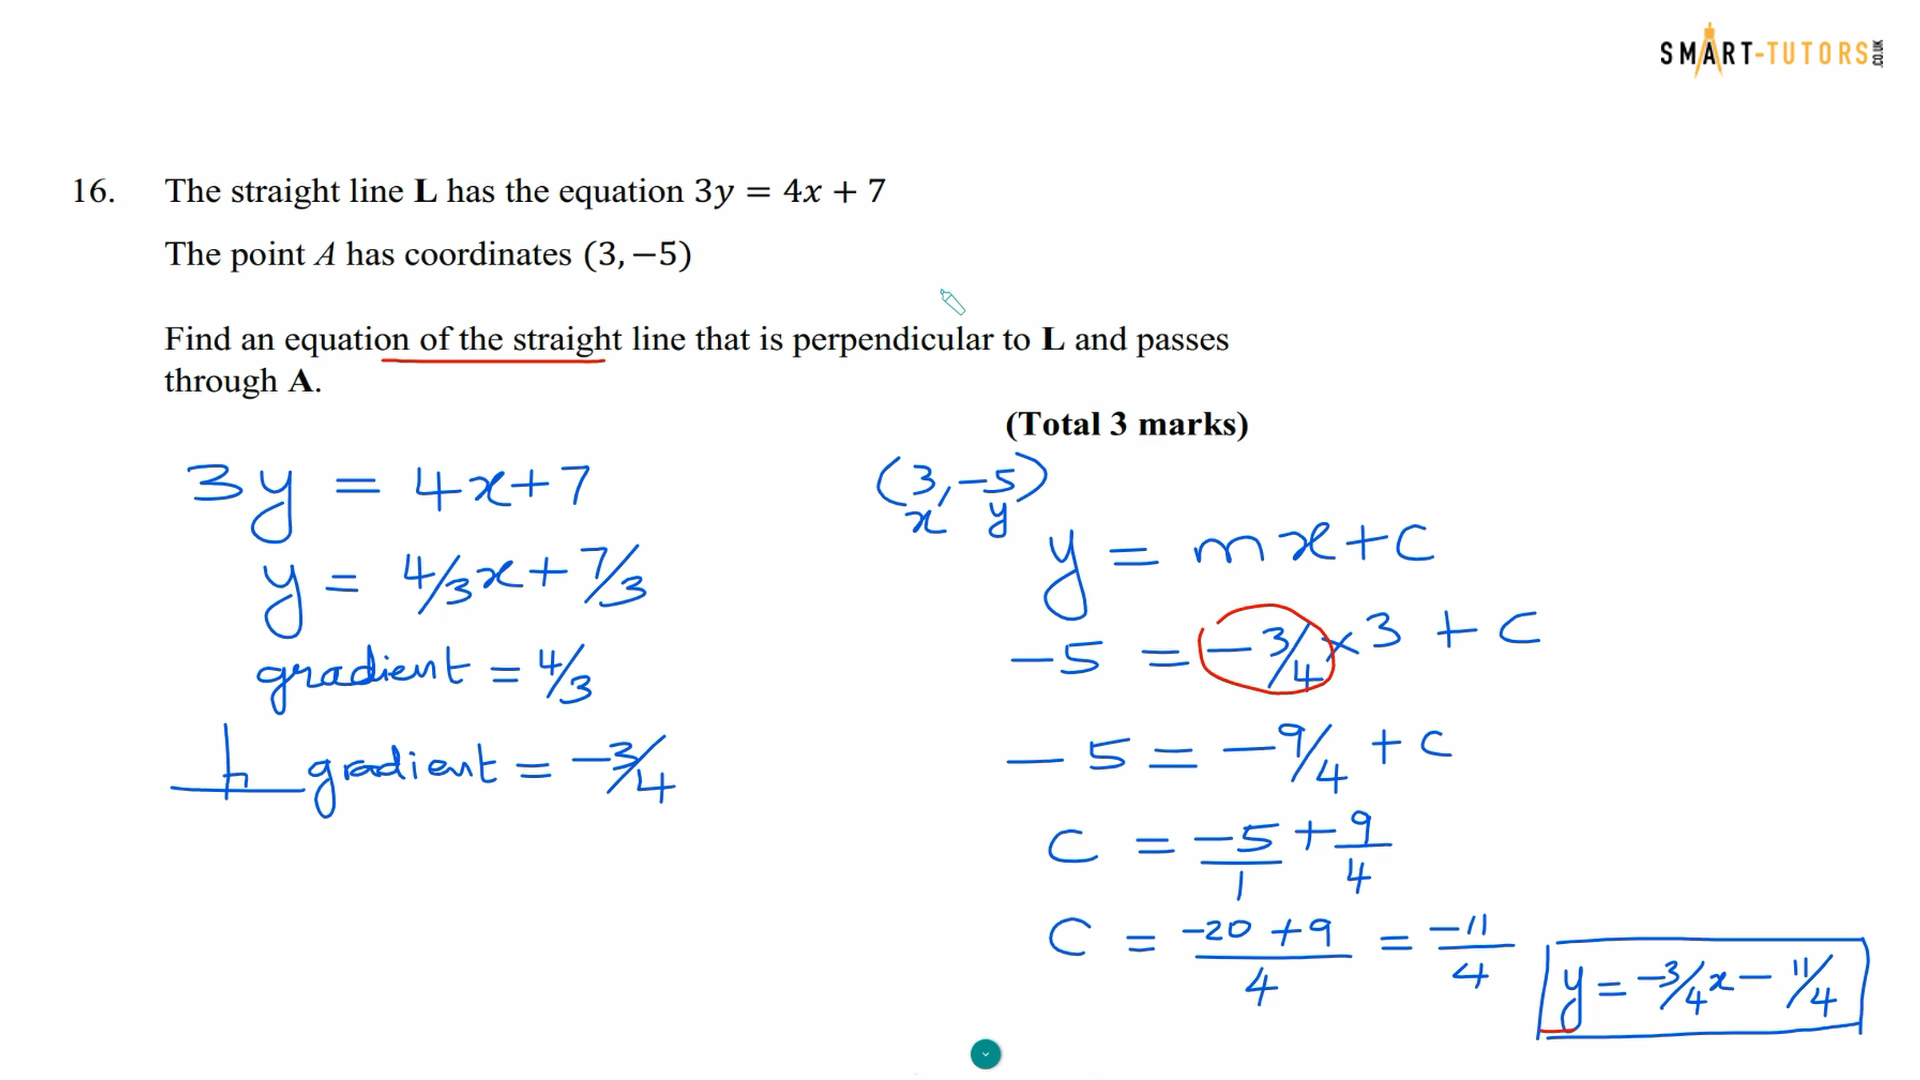 SMART-TUTORS.CO.UK
16. The straight line L has the equation 3y = 4x + 7
The point A has coordinates (3, −5)
Find an equation of the straight line that is perpendicular to L and passes
through A.
(Total 3 marks)
3y = 4x+7
y = 4/3x + 7/3
gradient = 4/3
⊥ gradient = −3/4
(3, −5)
x y
y = mx + c
−5 = −3/4 × 3 + c
−5 = −9/4 + c
C = −5/1 + 9/4
C = −20 + 9/4 = −11/4
y = −3/4x − 11/4